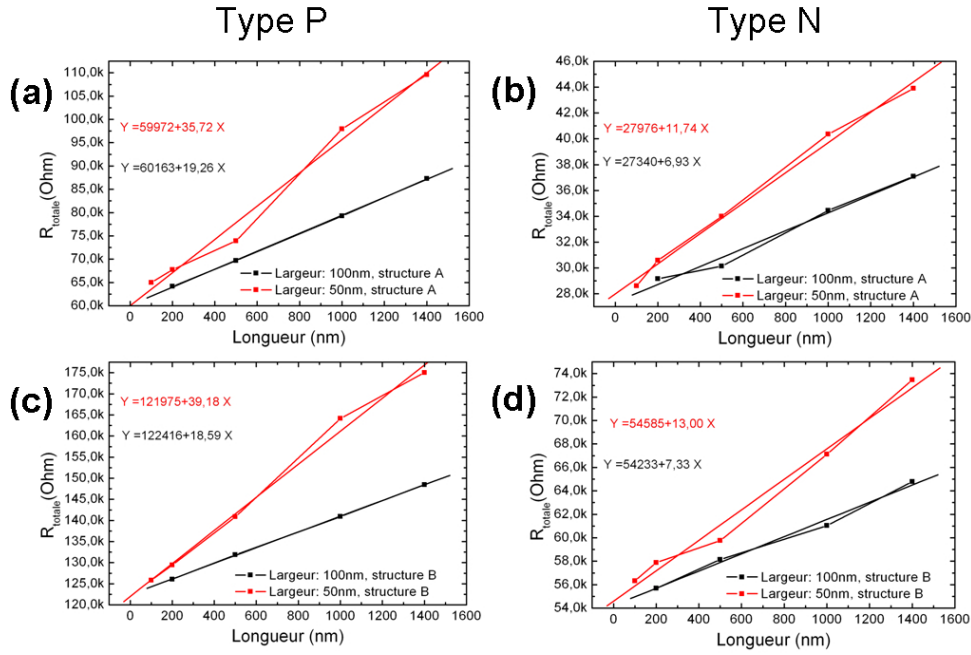 Type P
Type N
(a)
110,0k
105,0k
100,0k
95,0k
90,0k
85,0k
80,0k
75,0k
70,0k
65,0k
60,0k
R totale (Ohm)
Y =59972+35,72 X
Y =60163+19,26 X
Largeur: 100nm, structure A
Largeur: 50nm, structure A
0 200 400 600 800 1000 1200 1400 1600
Longueur (nm)
(b)
46,0k
44,0k
42,0k
40,0k
38,0k
36,0k
34,0k
32,0k
30,0k
28,0k
R totale (Ohm)
Y =27976+11,74 X
Y =27340+6,93 X
Largeur: 100nm, structure A
Largeur: 50nm, structure A
0 200 400 600 800 1000 1200 1400 1600
Longueur (nm)
(c)
175,0k
170,0k
165,0k
160,0k
155,0k
150,0k
145,0k
140,0k
135,0k
130,0k
125,0k
120,0k
R totale (Ohm)
Y =121975+39,18 X
Y =122416+18,59 X
Largeur: 100nm, structure B
Largeur: 50nm, structure B
0 200 400 600 800 1000 1200 1400 1600
Longueur (nm)
(d)
74,0k
72,0k
70,0k
68,0k
66,0k
64,0k
62,0k
60,0k
58,0k
56,0k
54,0k
R totale (Ohm)
Y =54585+13,00 X
Y =54233+7,33 X
Largeur: 100nm, structure B
Largeur: 50nm, structure B
0 200 400 600 800 1000 1200 1400 1600
Longueur (nm)